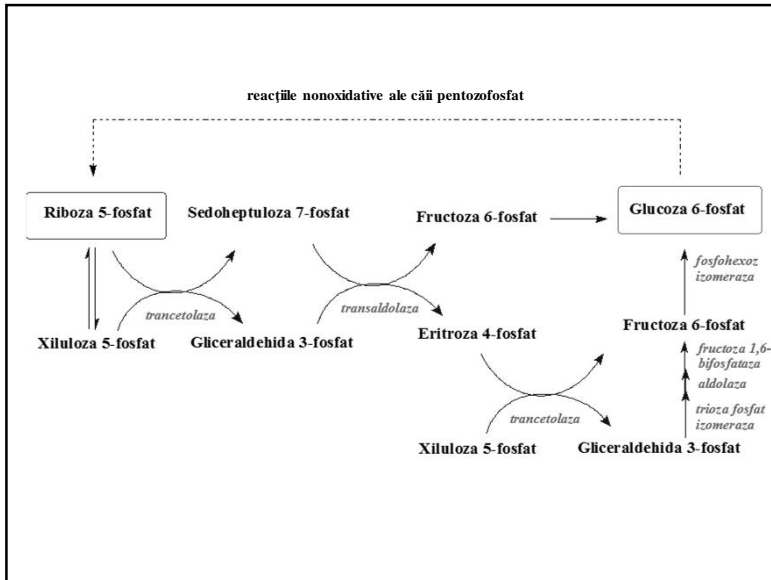 reacțiile nonoxidative ale căii pentozofosfat
Riboza 5-fosfat
Sedoheptuloza 7-fosfat
Fructoza 6-fosfat
Glucoza 6-fosfat
fosfohexoz
izomeraza
trancetolaza
transaldolaza
Xiluloza 5-fosfat
Gliceraldehida 3-fosfat
Eritroza 4-fosfat
Fructoza 6-fosfat
fructoza 1,6-
bifosfataza
aldolaza
trioza fosfat
izomeraza
trancetolaza
Xiluloza 5-fosfat
Gliceraldehida 3-fosfat